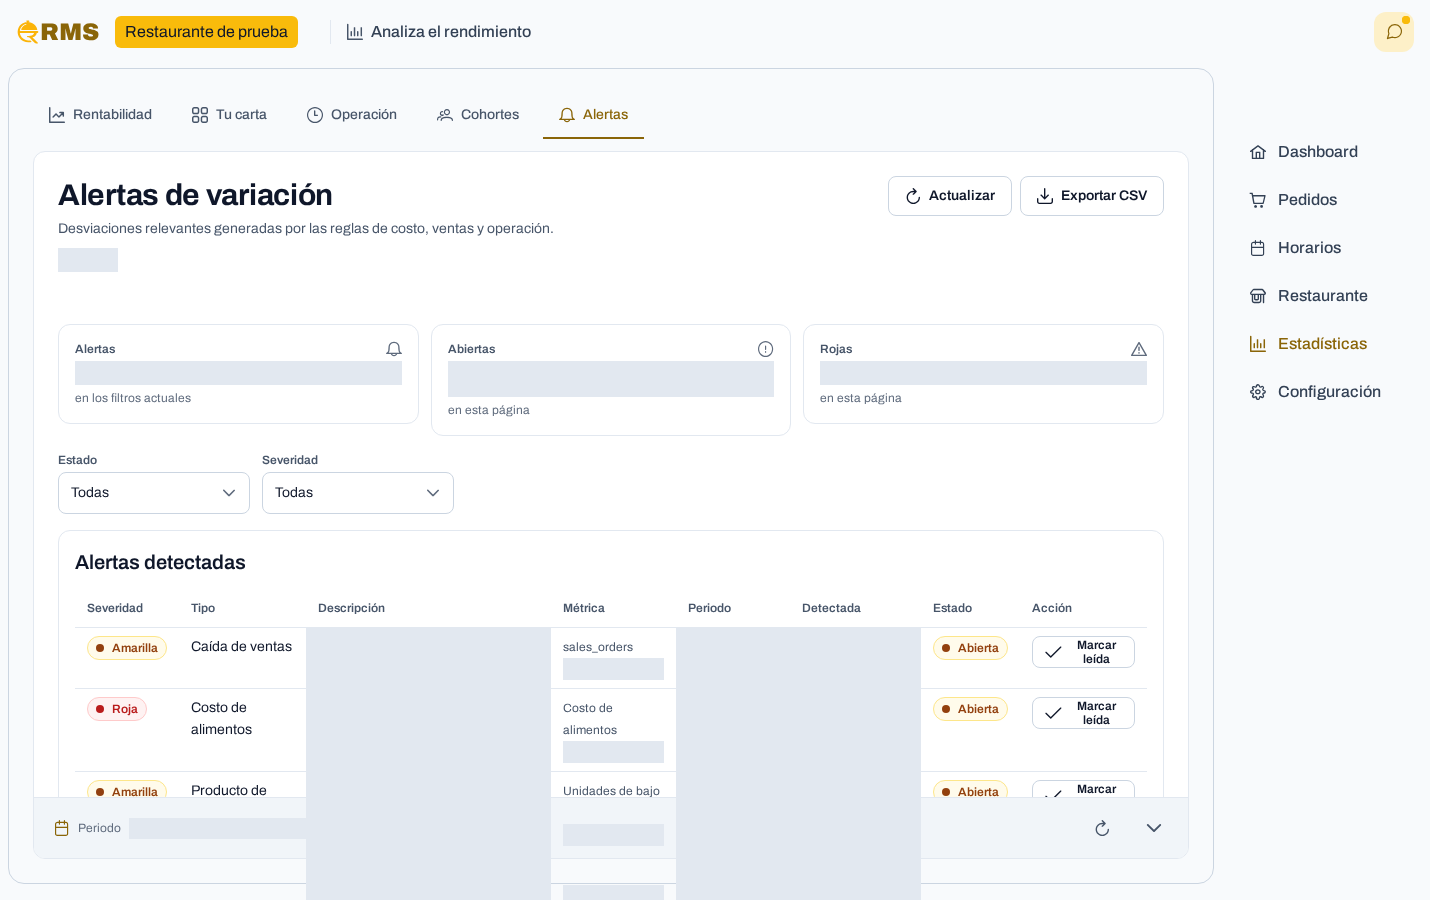 RMS
Restaurante de prueba
Analiza el rendimiento
Rentabilidad
Tu carta
Operación
Cohortes
Alertas
Alertas de variación
Actualizar
Exportar CSV
Desviaciones relevantes generadas por las reglas de costo, ventas y operación.
Alertas
en los filtros actuales
Abiertas
en esta página
Rojas
en esta página
Estado
Todas
Severidad
Todas
Alertas detectadas
Severidad
Tipo
Descripción
Métrica
Periodo
Detectada
Estado
Acción
Amarilla
Caída de ventas
sales_orders
Abierta
Marcar
leída
Roja
Costo de
alimentos
Costo de
alimentos
Abierta
Marcar
leída
Amarilla
Producto de
Unidades de bajo
Abierta
Marcar
Periodo
Dashboard
Pedidos
Horarios
Restaurante
Estadísticas
Configuración